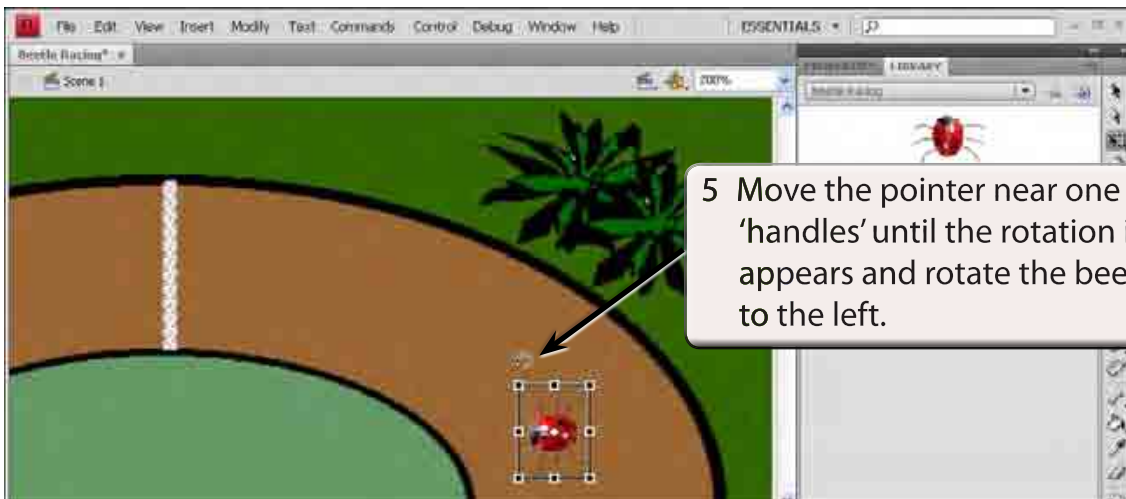 File Edit View Insert Modify Text Commands Control Debug Window Help ESSENTIALS
Beetle Racing*
Scene 1 200%
LIBRARY
5 Move the pointer near one
‘handles’ until the rotation i
appears and rotate the bee
to the left.